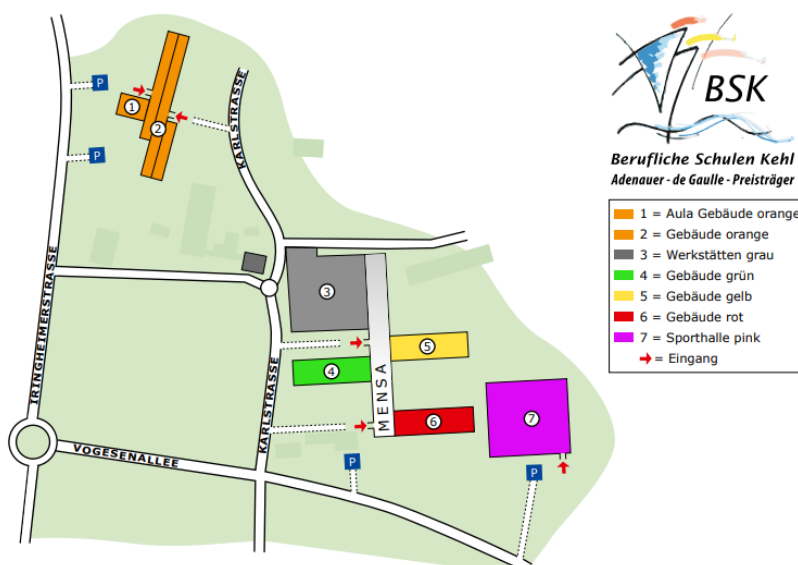 BSK
Berufliche Schulen Kehl
Adenauer - de Gaulle - Preisträger
1 = Aula Gebäude orange
2 = Gebäude orange
3 = Werkstätten grau
4 = Gebäude grün
5 = Gebäude gelb
6 = Gebäude rot
7 = Sporthalle pink
= Eingang
P
P
1
2
KARLSTRASSE
IRINGHEIMERSTRASSE
3
5
4
MENSA
KARLSTRASSE
6
7
VOGESENALLEE
P
P